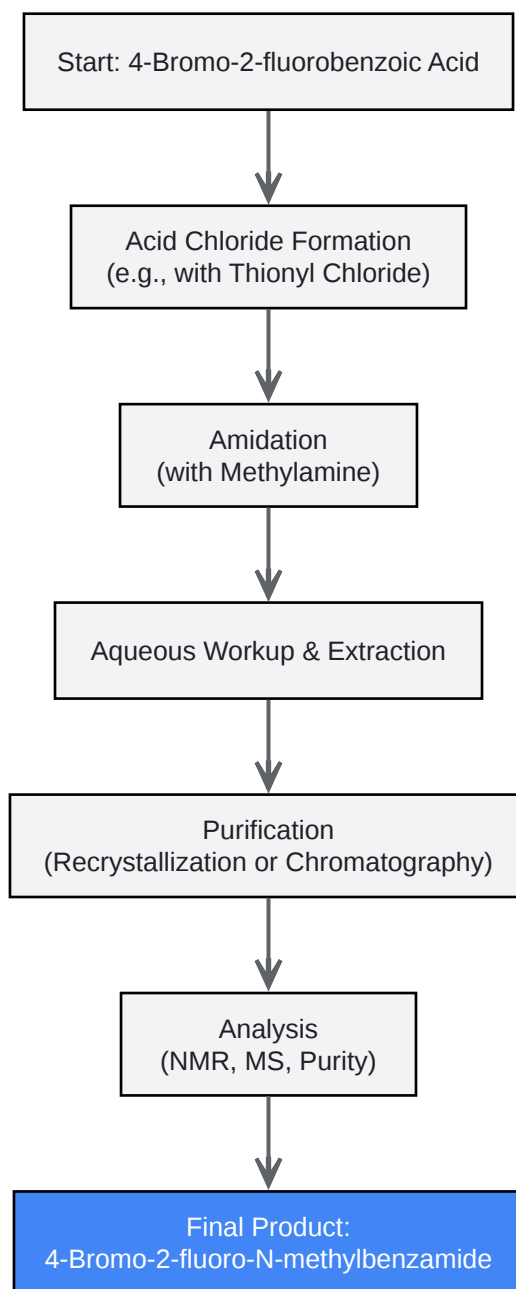 Start: 4-Bromo-2-fluorobenzoic Acid
Acid Chloride Formation
(e.g., with Thionyl Chloride)
Amidation
(with Methylamine)
Aqueous Workup & Extraction
Purification
(Recrystallization or Chromatography)
Analysis
(NMR, MS, Purity)
Final Product:
4-Bromo-2-fluoro-N-methylbenzamide